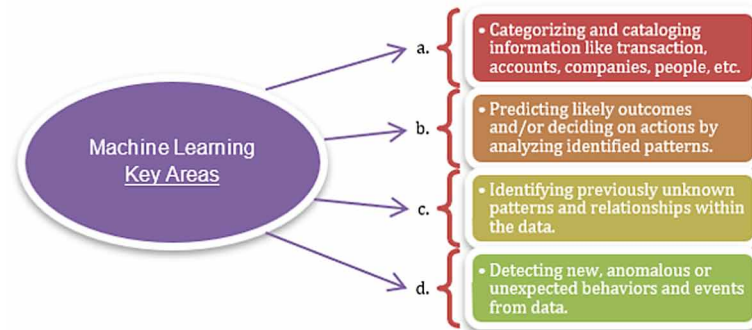 Machine Learning
Key Areas
a.
• Categorizing and cataloging
information like transaction,
accounts, companies, people, etc.
b.
• Predicting likely outcomes
and/or deciding on actions by
analyzing identified patterns.
c.
• Identifying previously unknown
patterns and relationships within
the data.
d.
• Detecting new, anomalous or
unexpected behaviors and events
from data.